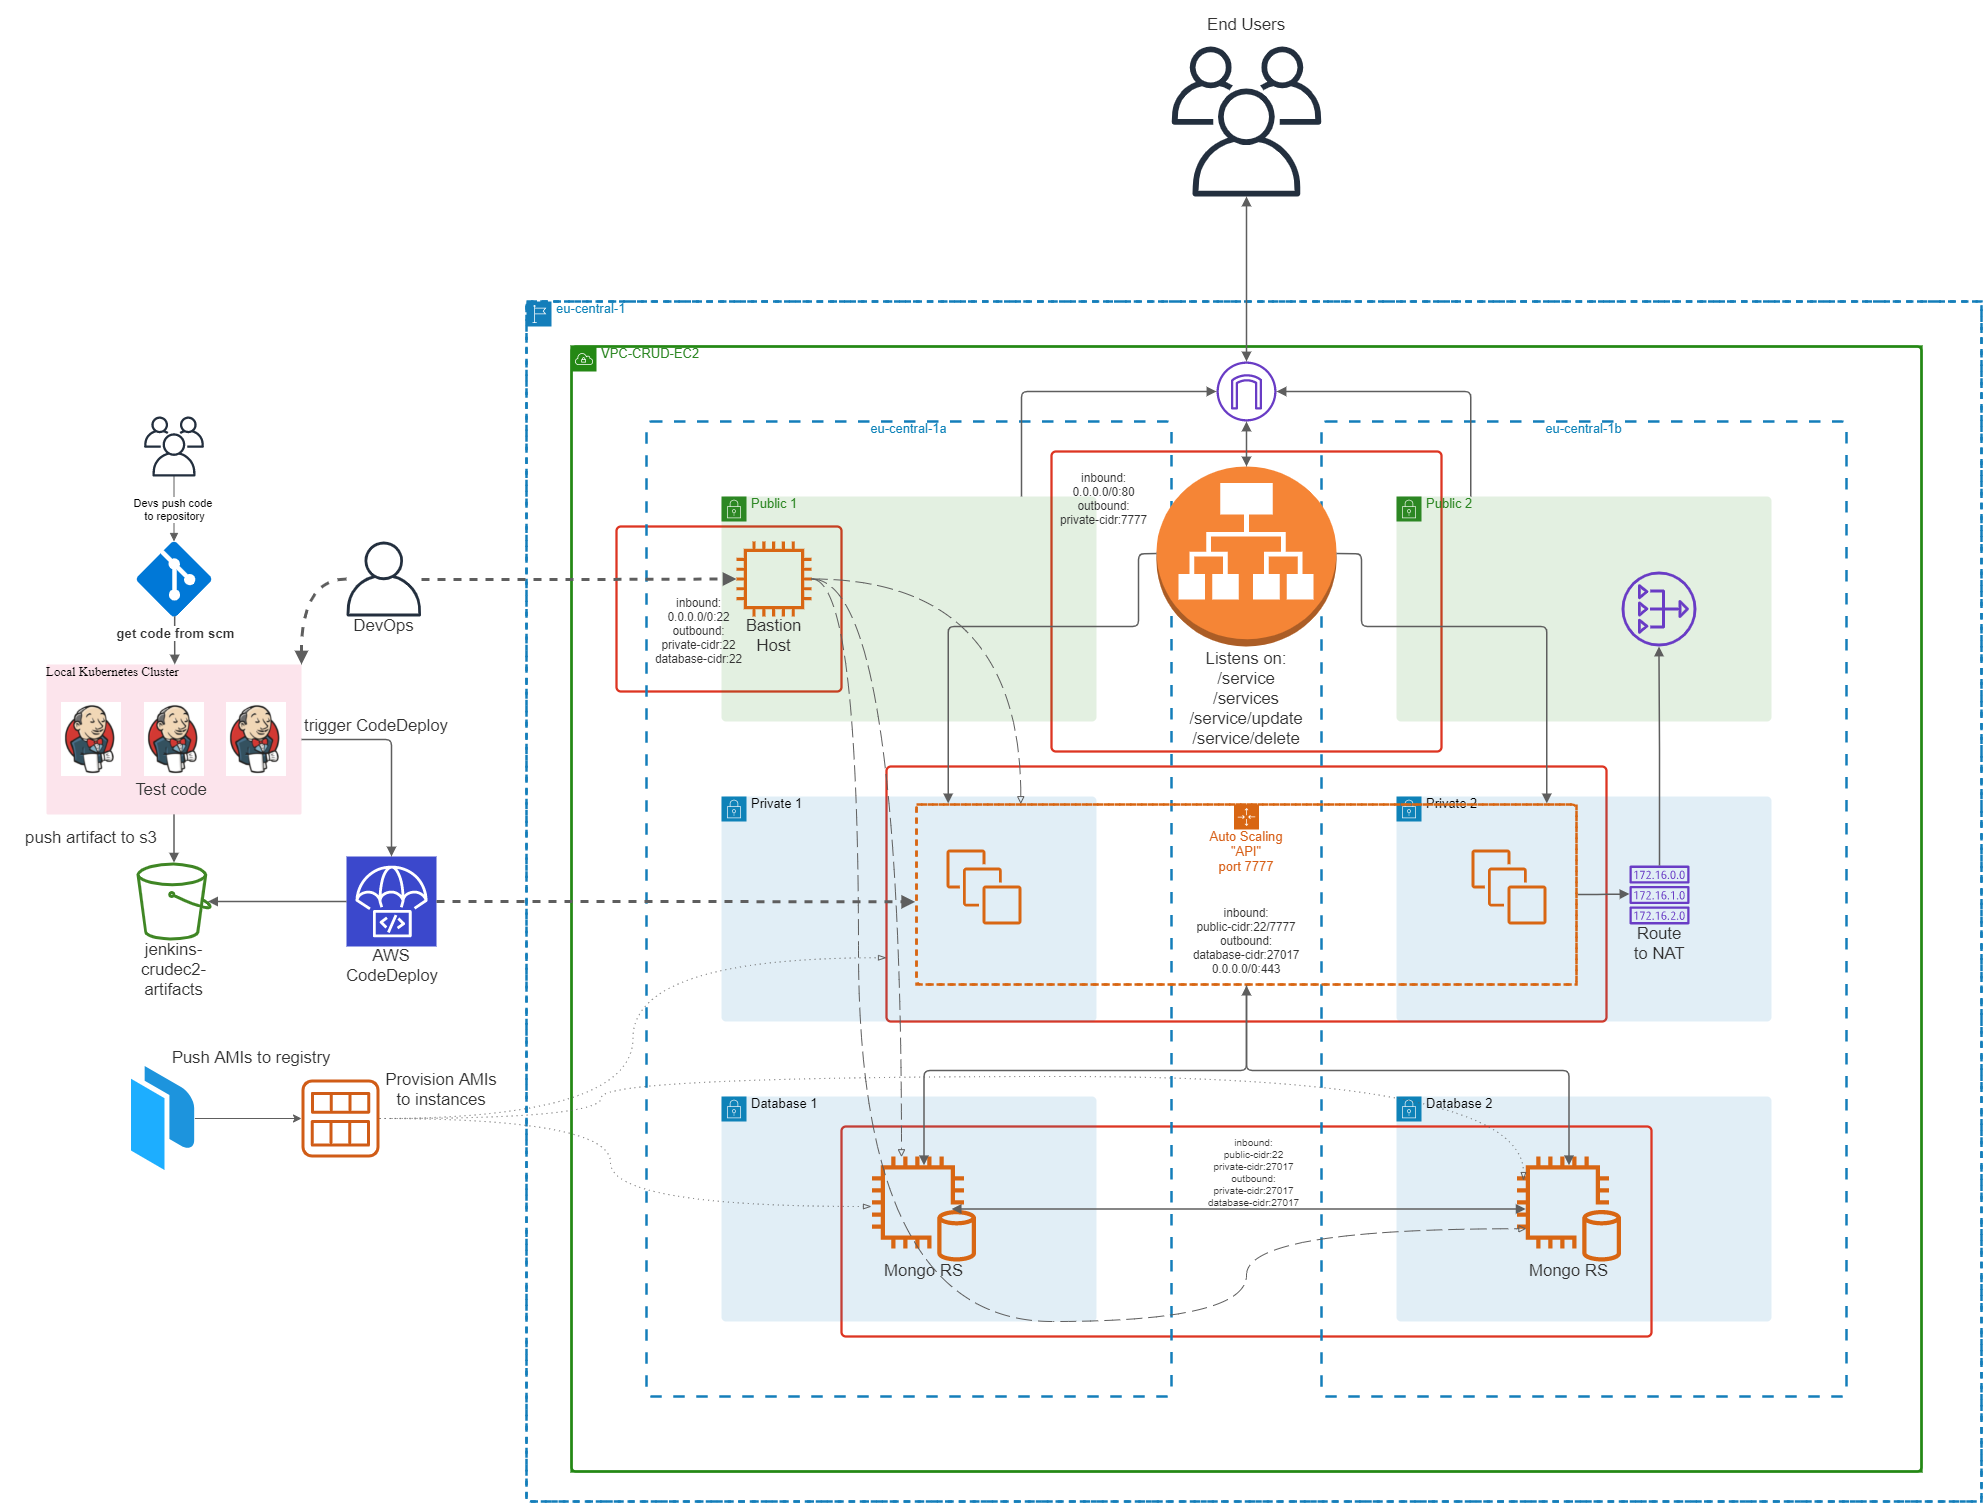 End Users
eu-central-1
VPC-CRUD-EC2
eu-central-1a
eu-central-1b
Devs push code
to repository
get code from scm
DevOps
Local Kubernetes Cluster
Test code
trigger CodeDeploy
push artifact to s3
jenkins-
crudec2-
artifacts
AWS
CodeDeploy
Push AMIs to registry
Provision AMIs
to instances
Public 1
inbound:
0.0.0.0/0:22
outbound:
private-cidr:22
database-cidr:22
Bastion
Host
inbound:
0.0.0.0/0:80
outbound:
private-cidr:7777
Listens on:
/service
/services
/service/update
/service/delete
Public 2
Private 1
Auto Scaling
"API"
port 7777
inbound:
public-cidr:22/7777
outbound:
database-cidr:27017
0.0.0.0/0:443
Private 2
172.16.0.0
172.16.1.0
172.16.2.0
Route
to NAT
Database 1
Mongo RS
inbound:
public-cidr:22
private-cidr:27017
outbound:
private-cidr:27017
database-cidr:27017
Database 2
Mongo RS